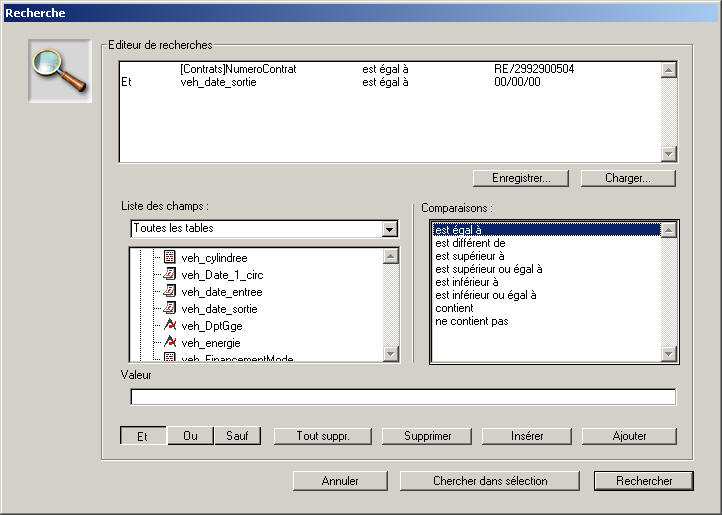 Recherche
Editeur de recherches
[Contrats]NumeroContrat est égal à RE/2992900504
Et veh_date_sortie est égal à 00/00/00
Enregistrer... Charger...
Liste des champs : Comparaisons :
Toutes les tables
est égal à
est différent de
est supérieur à
est supérieur ou égal à
est inférieur à
est inférieur ou égal à
contient
ne contient pas
veh_cylindree
veh_Date_1_circ
veh_date_entree
veh_date_sortie
veh_DptGge
veh_energie
veh_FinancementMode
Valeur
Et Ou Sauf Tout suppr. Supprimer Insérer Ajouter
Annuler Chercher dans sélection Rechercher